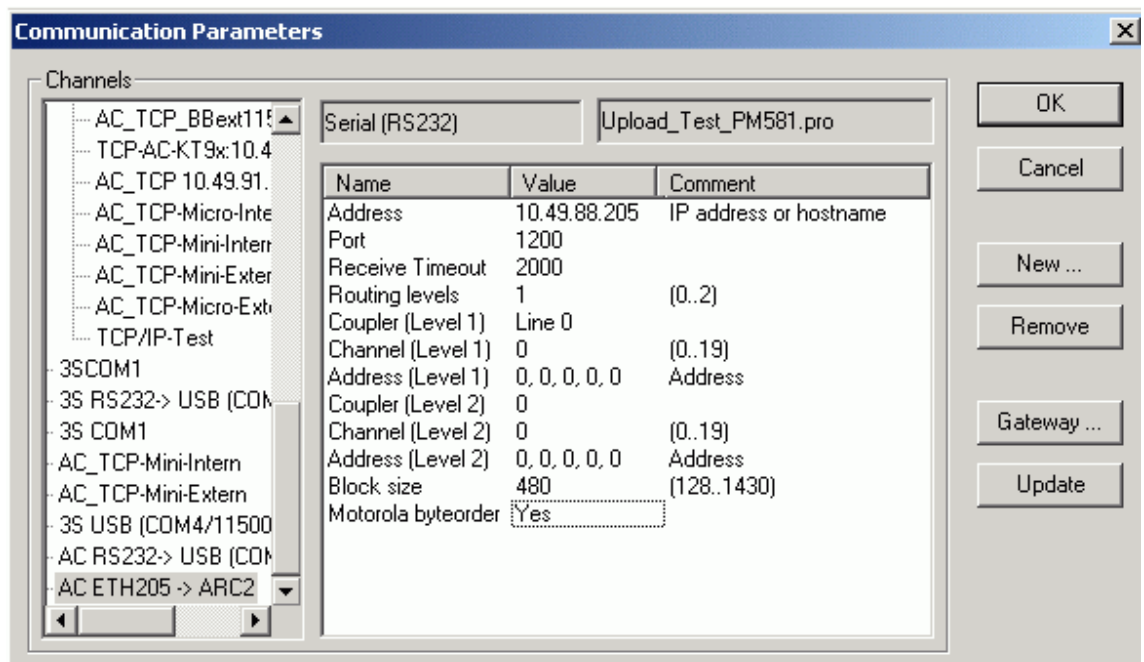 Communication Parameters
Channels
AC_TCP_BBext115
TCP-AC-KT9x:10.4
AC_TCP 10.49.91.
AC_TCP-Micro-Inte
AC_TCP-Mini-Intern
AC_TCP-Mini-Exter
AC_TCP-Micro-Exte
TCP/IP-Test
3SCOM1
3S RS232-> USB (COM
3S COM1
AC_TCP-Mini-Intern
AC_TCP-Mini-Extern
3S USB (COM4/11500
AC RS232-> USB (COM
AC ETH205 -> ARC2
Serial (RS232) Upload_Test_PM581.pro
Name Value Comment
Address 10.49.88.205 IP address or hostname
Port 1200
Receive Timeout 2000
Routing levels 1 (0..2)
Coupler (Level 1) Line 0
Channel (Level 1) 0 (0..19)
Address (Level 1) 0, 0, 0, 0, 0 Address
Coupler (Level 2) 0
Channel (Level 2) 0 (0..19)
Address (Level 2) 0, 0, 0, 0, 0 Address
Block size 480 (128..1430)
Motorola byteorder Yes
OK
Cancel
New ...
Remove
Gateway ...
Update